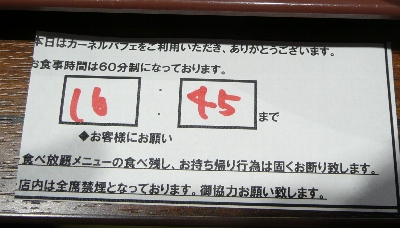 本日はカーネルバフェをご利用いただき、ありがとうございます。
お食事時間は60分制になっております。
16 : 45 まで
◆お客様にお願い
食べ放題メニューの食べ残し、お持ち帰り行為は固くお断り致します。
店内は全席禁煙となっております。御協力お願い致します。